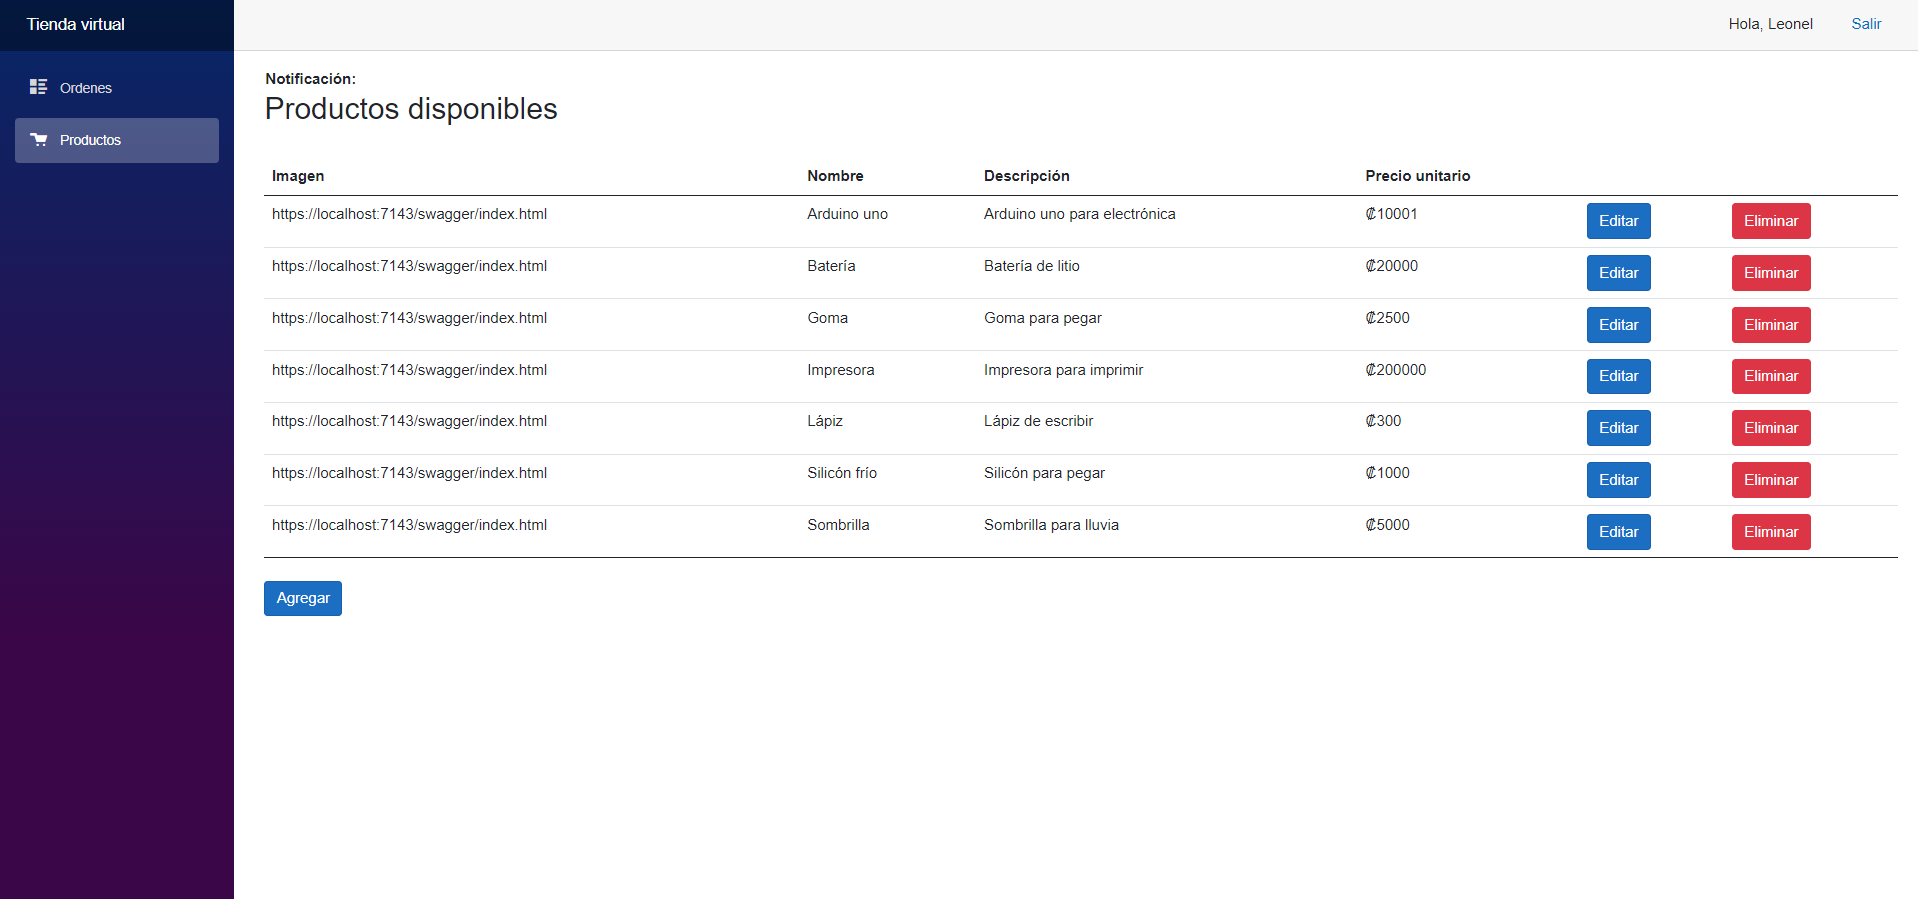 Tienda virtual
Hola, Leonel Salir
Ordenes
Productos
Notificación:
Productos disponibles
Imagen Nombre Descripción Precio unitario
https://localhost:7143/swagger/index.html Arduino uno Arduino uno para electrónica ₡10001 Editar Eliminar
https://localhost:7143/swagger/index.html Batería Batería de litio ₡20000 Editar Eliminar
https://localhost:7143/swagger/index.html Goma Goma para pegar ₡2500 Editar Eliminar
https://localhost:7143/swagger/index.html Impresora Impresora para imprimir ₡200000 Editar Eliminar
https://localhost:7143/swagger/index.html Lápiz Lápiz de escribir ₡300 Editar Eliminar
https://localhost:7143/swagger/index.html Silicón frío Silicón para pegar ₡1000 Editar Eliminar
https://localhost:7143/swagger/index.html Sombrilla Sombrilla para lluvia ₡5000 Editar Eliminar
Agregar